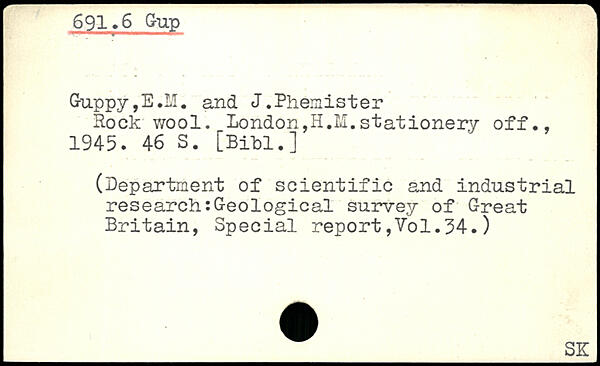 691.6 Gup
Guppy,E.M. and J.Phemister
Rock wool. London,H.M.stationery off.,
1945. 46 S. [Bibl.]
(Department of scientific and industrial
research:Geological survey of Great
Britain, Special report,Vol.34.)
SK